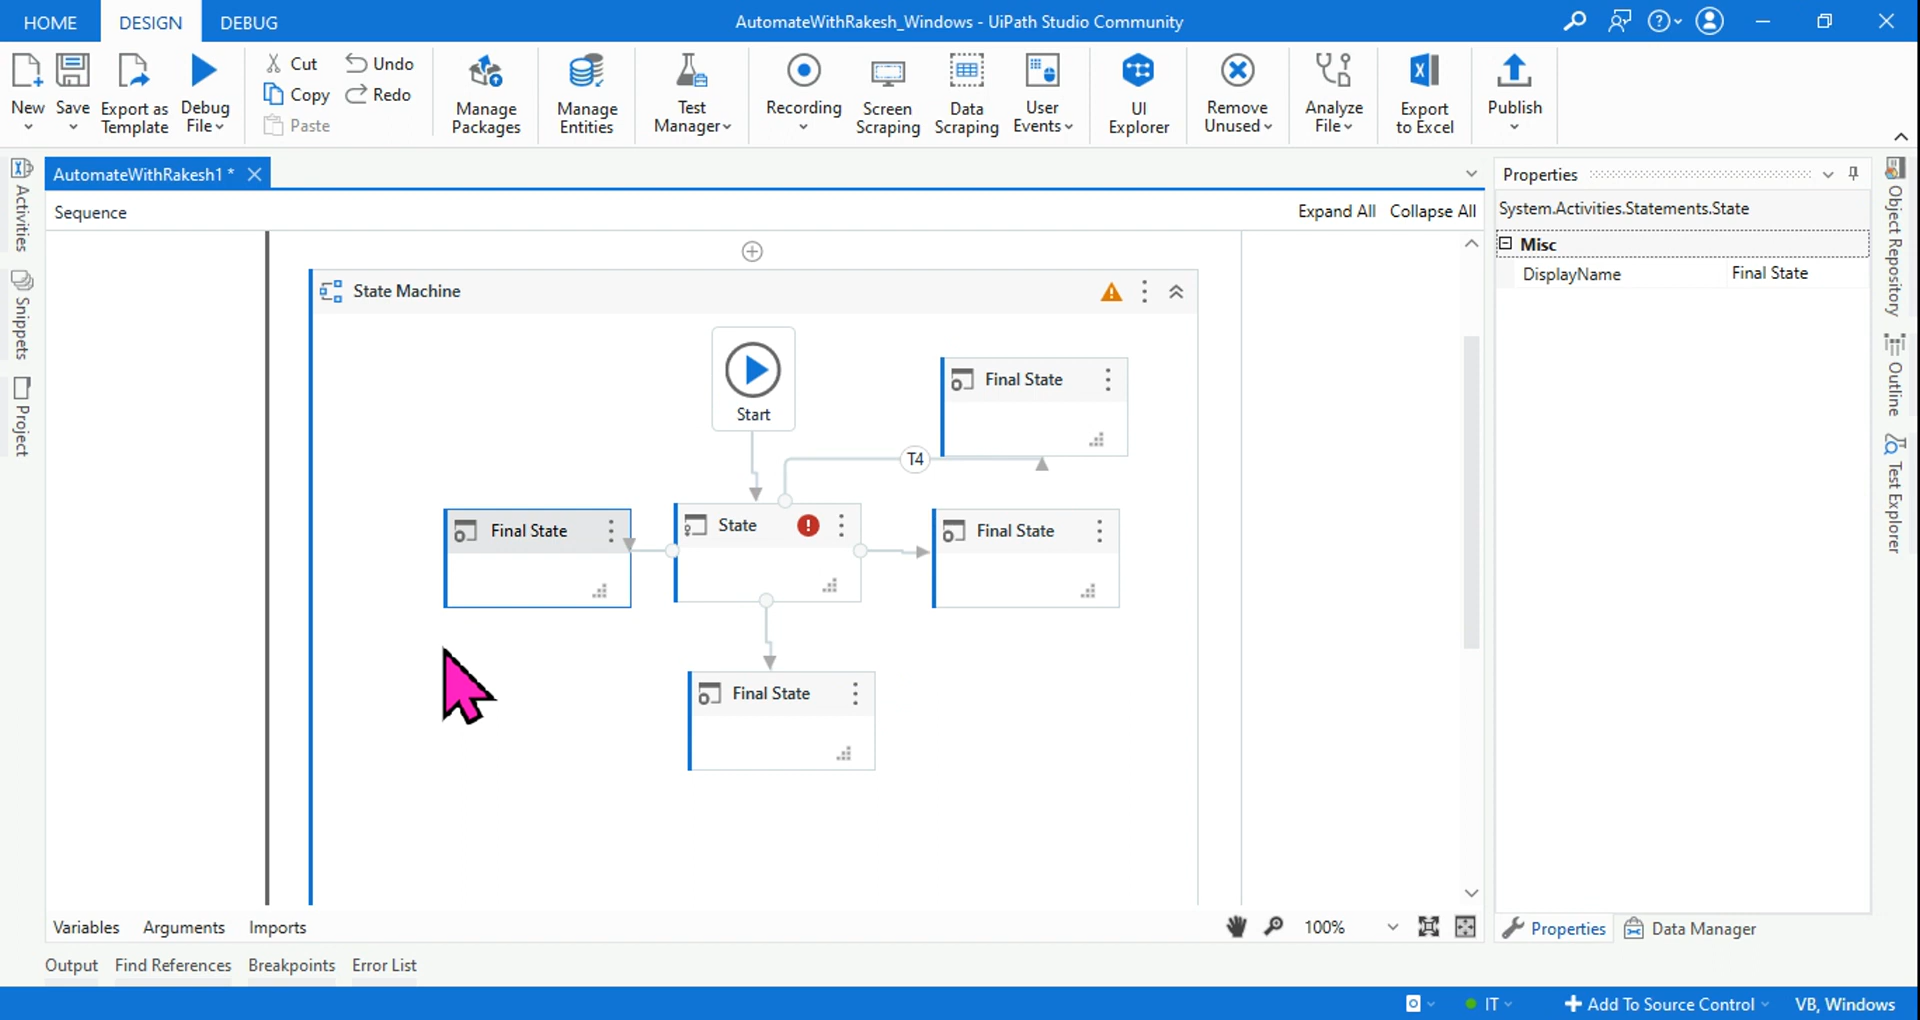 HOME DESIGN DEBUG AutomateWithRakesh_Windows - UiPath Studio Community
New Save Export as Template Debug File Cut Copy Paste Undo Redo Manage Packages Manage Entities Test Manager Recording Screen Scraping Data Scraping User Events UI Explorer Remove Unused Analyze File Export to Excel Publish
Activities
Snippets
Project
AutomateWithRakesh1 *
Sequence Expand All Collapse All
State Machine
Start
Final State
T4
Final State State Final State
Final State
Variables Arguments Imports 100%
Output Find References Breakpoints Error List
Properties
System.Activities.Statements.State
Misc
DisplayName Final State
Properties Data Manager
Object Repository
Outline
Test Explorer
IT Add To Source Control VB, Windows